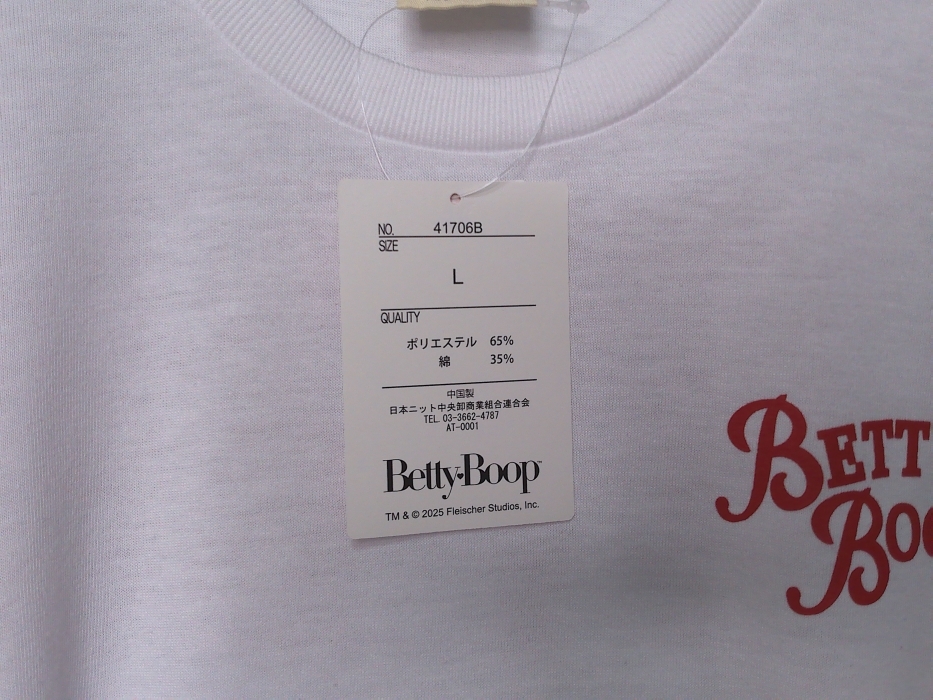 NO. 41706B
SIZE
L
QUALITY
ポリエステル 65%
綿 35%
中国製
日本ニット中央卸商業組合連合会
TEL. 03-3662-4787
AT-0001
Betty Boop™
TM & © 2025 Fleischer Studios, Inc.
BETT
BOO